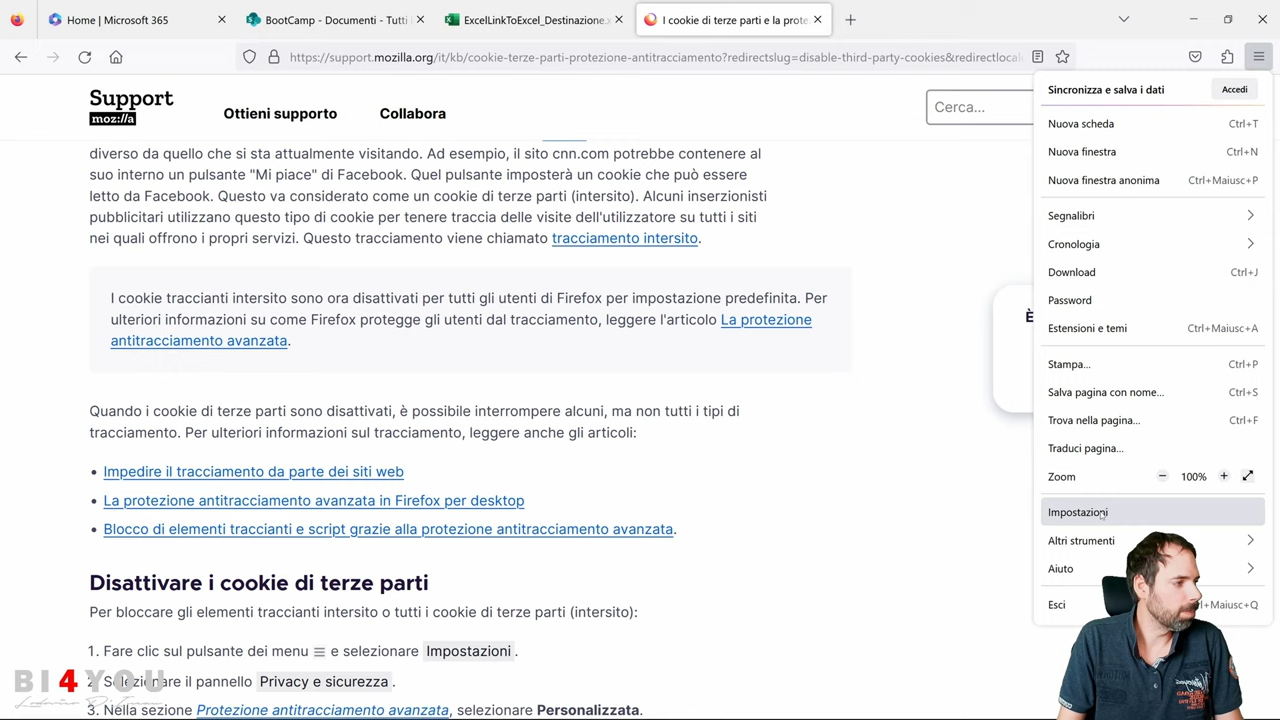 Home | Microsoft 365
BootCamp - Documenti - Tutti i
ExcelLinkToExcel_Destinazione.x
I cookie di terze parti e la prote
https://support.mozilla.org/it/kb/cookie-terze-parti-protezione-antitracciamento?redirectslug=disable-third-party-cookies&redirectlocale
Support
moz://a
Ottieni supporto
Collabora
Cerca...
diverso da quello che si sta attualmente visitando. Ad esempio, il sito cnn.com potrebbe contenere al
suo interno un pulsante "Mi piace" di Facebook. Quel pulsante imposterà un cookie che può essere
letto da Facebook. Questo va considerato come un cookie di terze parti (intersito). Alcuni inserzionisti
pubblicitari utilizzano questo tipo di cookie per tenere traccia delle visite dell'utilizzatore su tutti i siti
nei quali offrono i propri servizi. Questo tracciamento viene chiamato tracciamento intersito.
I cookie traccianti intersito sono ora disattivati per tutti gli utenti di Firefox per impostazione predefinita. Per
ulteriori informazioni su come Firefox protegge gli utenti dal tracciamento, leggere l'articolo La protezione
antitracciamento avanzata.
È
Quando i cookie di terze parti sono disattivati, è possibile interrompere alcuni, ma non tutti i tipi di
tracciamento. Per ulteriori informazioni sul tracciamento, leggere anche gli articoli:
• Impedire il tracciamento da parte dei siti web
• La protezione antitracciamento avanzata in Firefox per desktop
• Blocco di elementi traccianti e script grazie alla protezione antitracciamento avanzata.
Disattivare i cookie di terze parti
Per bloccare gli elementi traccianti intersito o tutti i cookie di terze parti (intersito):
1. Fare clic sul pulsante dei menu ≡ e selezionare Impostazioni.
2. Selezionare il pannello Privacy e sicurezza.
3. Nella sezione Protezione antitracciamento avanzata, selezionare Personalizzata.
Sincronizza e salva i dati Accedi
Nuova scheda Ctrl+T
Nuova finestra Ctrl+N
Nuova finestra anonima Ctrl+Maiusc+P
Segnalibri
Cronologia
Download Ctrl+J
Password
Estensioni e temi Ctrl+Maiusc+A
Stampa... Ctrl+P
Salva pagina con nome... Ctrl+S
Trova nella pagina... Ctrl+F
Traduci pagina...
Zoom − 100% +
Impostazioni
Altri strumenti
Aiuto
Esci +Maiusc+Q
BI4YOU